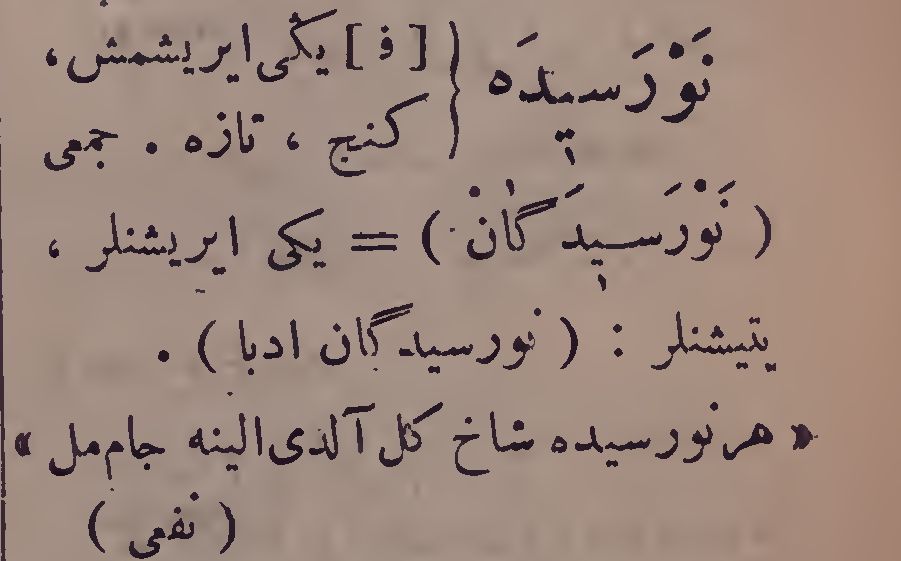 نَوْرَسیدَه { [ ف ] یکی ایریشمش ،
کنج ، تازه . جمعی
( نَوْرَسیدَگان ) = یکی ایریشنلر ،
یتیشنلر : ( نورسیدگان ادبا ) .
« هر نورسیده شاخ کل آلدی الینه جام مل »
( نفعی )